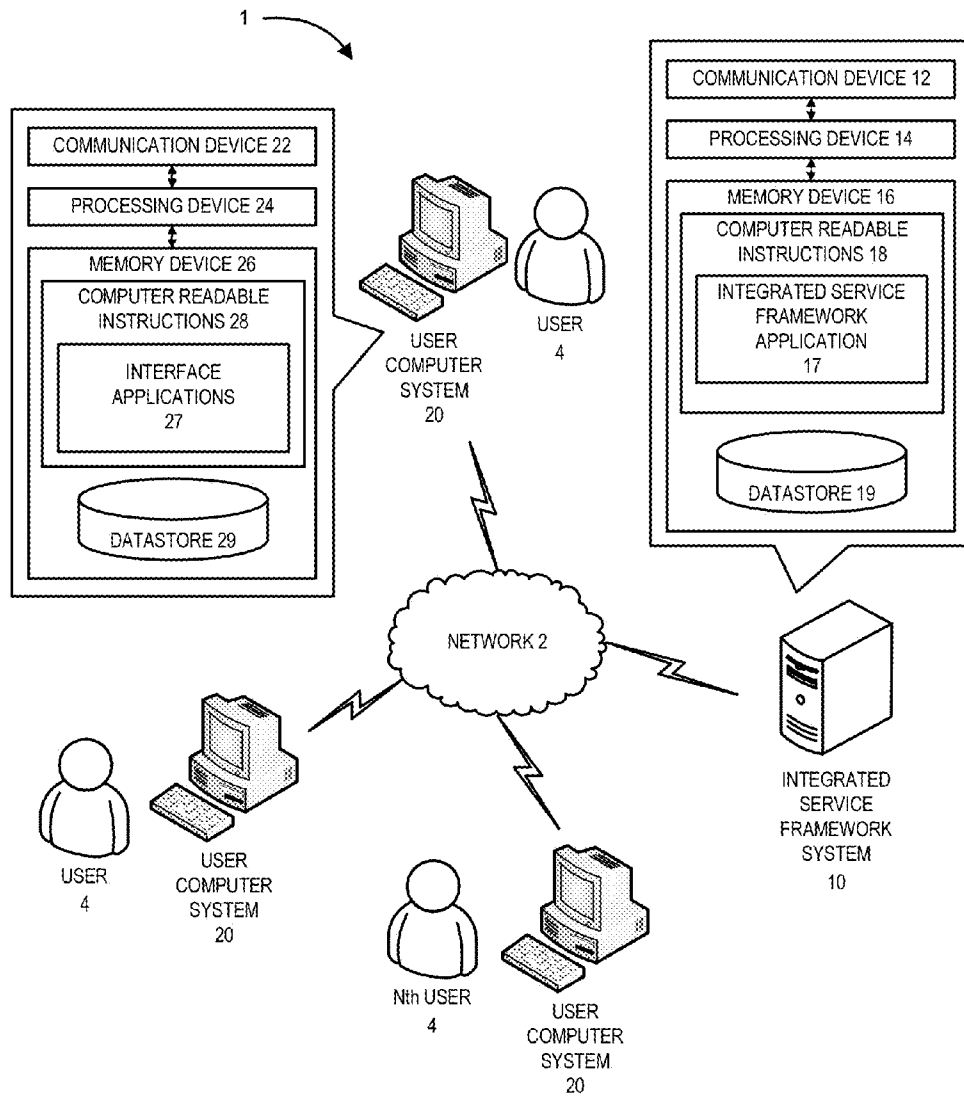 1
COMMUNICATION DEVICE 22
PROCESSING DEVICE 24
MEMORY DEVICE 26
COMPUTER READABLE
INSTRUCTIONS 28
INTERFACE
APPLICATIONS
27
DATASTORE 29
USER
COMPUTER
SYSTEM
20
USER
4
COMMUNICATION DEVICE 12
PROCESSING DEVICE 14
MEMORY DEVICE 16
COMPUTER READABLE
INSTRUCTIONS 18
INTEGRATED SERVICE
FRAMEWORK
APPLICATION
17
DATASTORE 19
NETWORK 2
INTEGRATED
SERVICE
FRAMEWORK
SYSTEM
10
USER
4
USER
COMPUTER
SYSTEM
20
Nth USER
4
USER
COMPUTER
SYSTEM
20